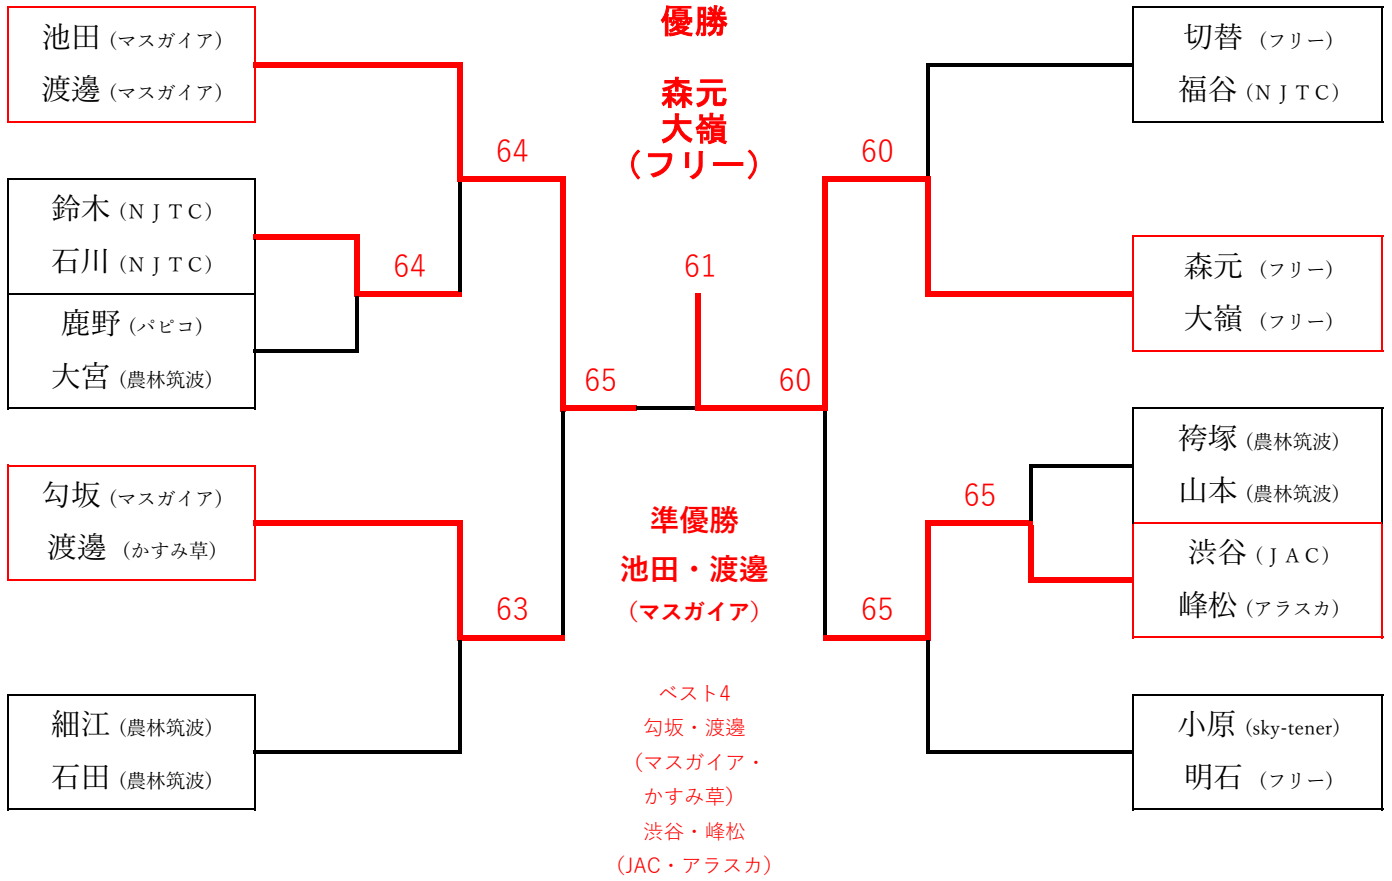 池田 (マスガイア)
渡邊 (マスガイア)
鈴木 (ＮＪＴＣ)
石川 (ＮＪＴＣ)
鹿野 (パピコ)
大宮 (農林筑波)
勾坂 (マスガイア)
渡邊 (かすみ草)
細江 (農林筑波)
石田 (農林筑波)
64
64
65
63
優勝
森元
大嶺
（フリー）
61
準優勝
池田・渡邊
（マスガイア）
ベスト4
勾坂・渡邊
（マスガイア・
かすみ草）
渋谷・峰松
（JAC・アラスカ）
60
60
65
65
切替 (フリー)
福谷 (ＮＪＴＣ)
森元 (フリー)
大嶺 (フリー)
袴塚 (農林筑波)
山本 (農林筑波)
渋谷 (ＪＡＣ)
峰松 (アラスカ)
小原 (sky-tener)
明石 (フリー)